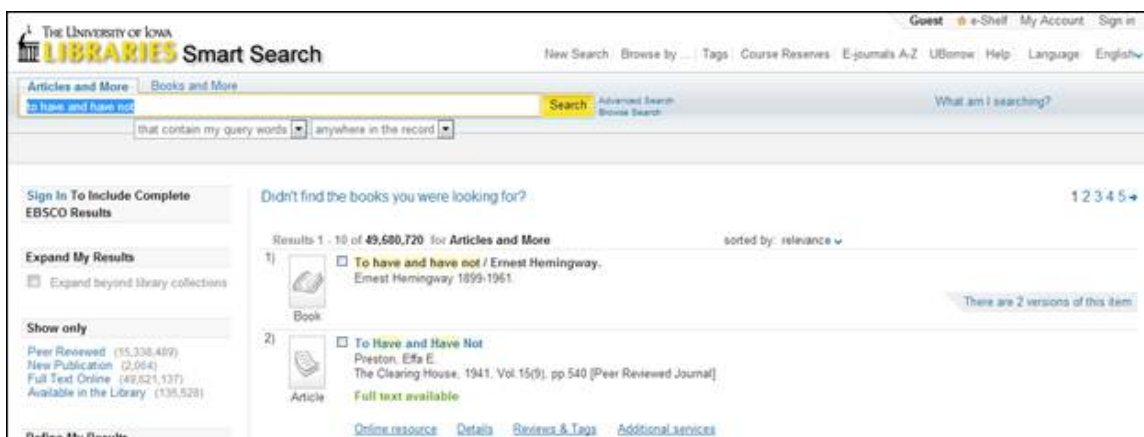 Guest e-Shelf My Account Sign in
THE UNIVERSITY OF IOWA
LIBRARIES Smart Search
New Search Browse by ... Tags Course Reserves E-journals A-Z UBorrow Help Language English
Articles and More Books and More
to have and have not Search Advanced Search What am I searching?
Browse Search
that contain my query words anywhere in the record
Sign In To Include Complete
EBSCO Results
Didn't find the books you were looking for? 1 2 3 4 5
Results 1 - 10 of 49,680,720 for Articles and More sorted by: relevance
Expand My Results
Expand beyond library collections
1) To have and have not / Ernest Hemingway.
Ernest Hemingway 1899-1961
There are 2 versions of this item
Book
Show only
Peer Reviewed (15,338,489)
New Publication (2,064)
Full Text Online (49,621,137)
Available in the Library (135,528)
2) To Have and Have Not
Preston, Effa E.
The Clearing House, 1941, Vol.15(9), pp.540 [Peer Reviewed Journal]
Article Full text available
Online resource Details Reviews & Tags Additional services
Refine My Results